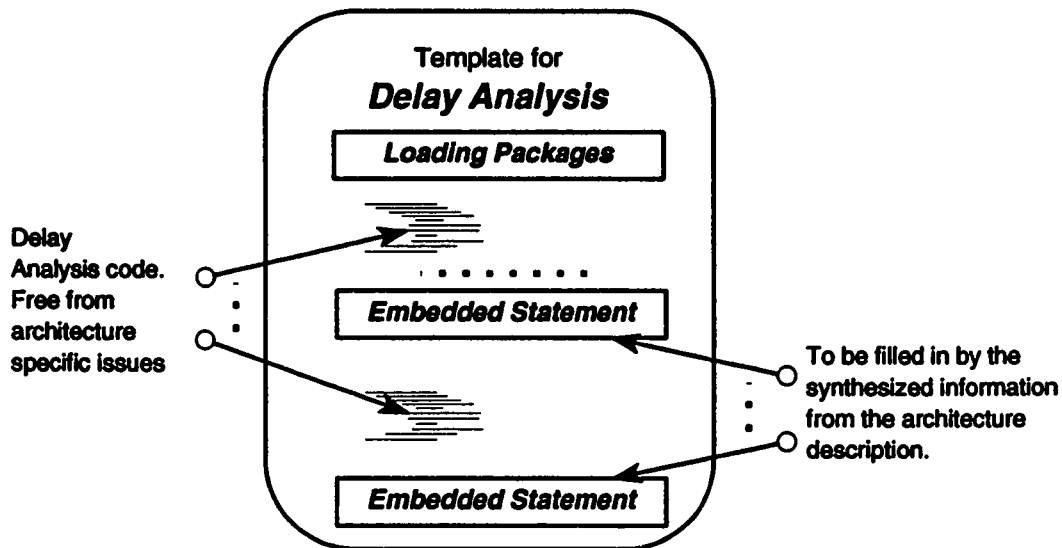 Template for
Delay Analysis
Loading Packages
Delay
Analysis code.
Free from
architecture
specific issues
Embedded Statement
To be filled in by the
synthesized information
from the architecture
description.
Embedded Statement